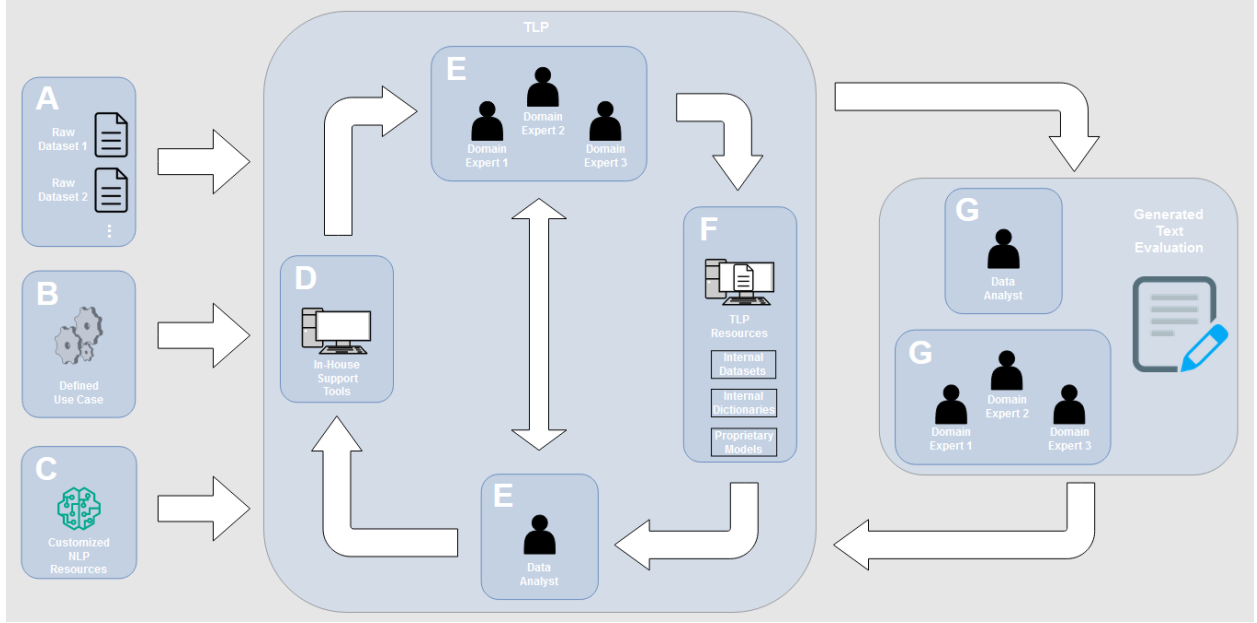 TLP
A
Raw
Dataset 1
Raw
Dataset 2
...
B
Defined
Use Case
C
Customized
NLP
Resources
D
In-House
Support
Tools
E
Domain
Expert 1
Domain
Expert 2
Domain
Expert 3
E
Data
Analyst
F
TLP
Resources
Internal
Datasets
Internal
Dictionaries
Proprietary
Models
G
Data
Analyst
Generated
Text
Evaluation
G
Domain
Expert 1
Domain
Expert 2
Domain
Expert 3